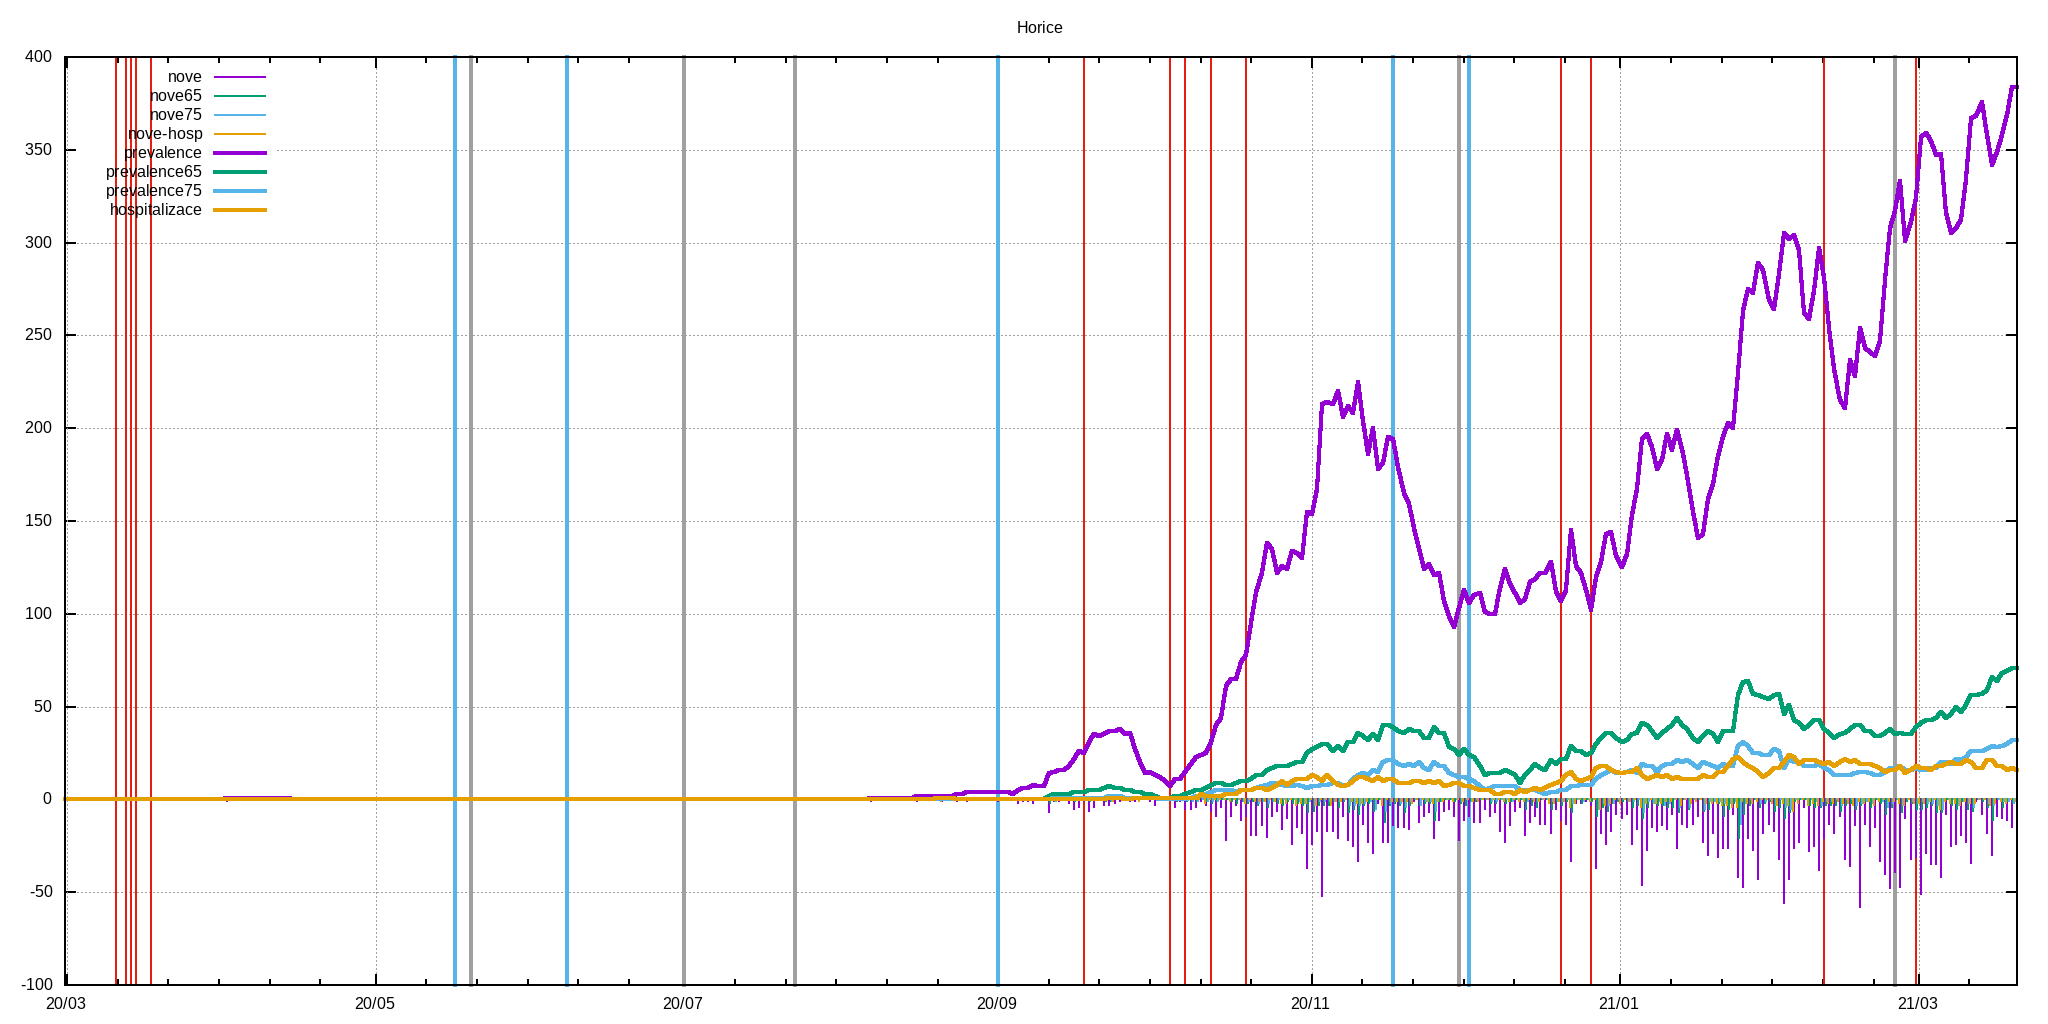 Horice
400
350
300
250
200
150
100
50
0
-50
-100
nove
nove65
nove75
nove-hosp
prevalence
prevalence65
prevalence75
hospitalizace
20/03 20/05 20/07 20/09 20/11 21/01 21/03